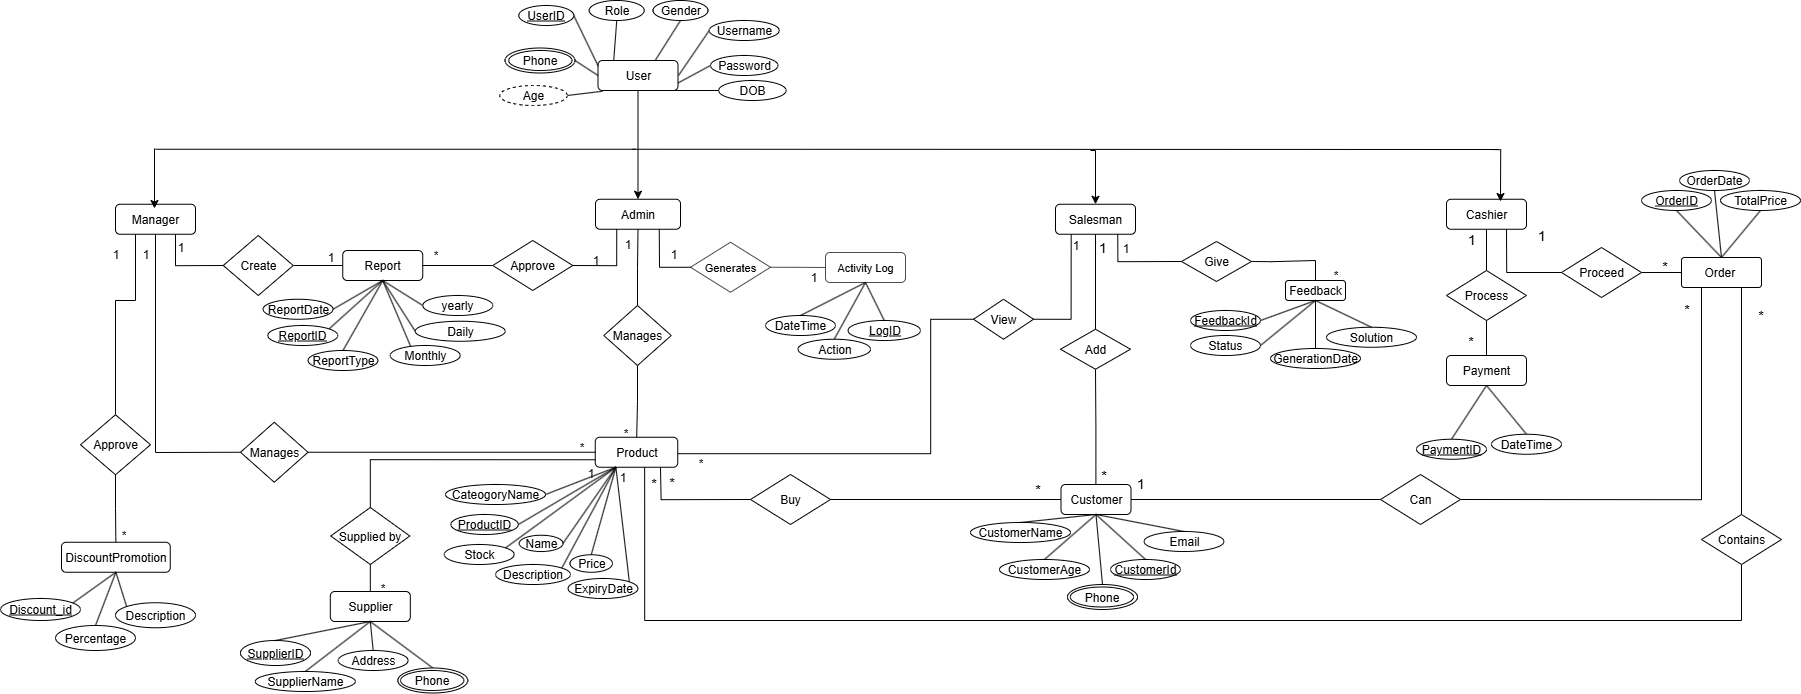 UserID
Role
Gender
Username
Phone
User
Password
Age
DOB
OrderDate
OrderID
TotalPrice
Manager
Admin
Salesman
Cashier
1
1
1
1
1
1
1
1
1
1
Create
1
Report
*
Approve
1
Generates
1
Activity Log
Give
*
Feedback
Proceed
*
Order
ReportDate
yearly
ReportID
Daily
ReportType
Monthly
Manages
DateTime
LogID
Action
View
Add
FeedbackId
Status
Solution
GenerationDate
Process
*
Payment
*
*
PaymentID
DateTime
Approve
Manages
*
*
Product
*
1
1
*
*
Buy
*
*
Customer
1
Can
CateogoryName
ProductID
Stock
Name
Description
Price
ExpiryDate
CustomerName
Email
CustomerAge
CustomerId
Phone
Contains
*
DiscountPromotion
Discount_id
Description
Percentage
Supplied by
*
Supplier
SupplierID
Address
SupplierName
Phone